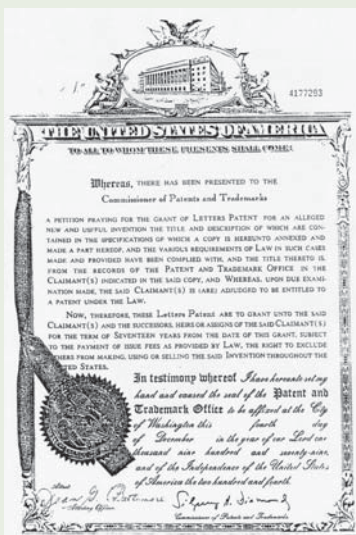 4177293
THE UNITED STATES OF AMERICA
TO ALL TO WHOM THESE PRESENTS SHALL COME:
Whereas, THERE HAS BEEN PRESENTED TO THE
Commissioner of Patents and Trademarks
A PETITION PRAYING FOR THE GRANT OF LETTERS PATENT FOR AN ALLEGED
NEW AND USEFUL INVENTION THE TITLE AND DESCRIPTION OF WHICH ARE CON-
TAINED IN THE SPECIFICATIONS OF WHICH A COPY IS HEREUNTO ANNEXED AND
MADE A PART HEREOF, AND THE VARIOUS REQUIREMENTS OF LAW IN SUCH CASES
MADE AND PROVIDED HAVE BEEN COMPLIED WITH, AND THE TITLE THERETO IS
FROM THE RECORDS OF THE PATENT AND TRADEMARK OFFICE IN THE
CLAIMANT(S) INDICATED IN THE SAID COPY, AND WHEREAS, UPON DUE EXAMI-
NATION MADE, THE SAID CLAIMANT(S) IS (ARE) ADJUDGED TO BE ENTITLED TO
A PATENT UNDER THE LAW.
NOW, THEREFORE, THESE Letters Patent ARE TO GRANT UNTO THE SAID
CLAIMANT(S) AND THE SUCCESSORS, HEIRS OR ASSIGNS OF THE SAID CLAIMANT(S)
FOR THE TERM OF SEVENTEEN YEARS FROM THE DATE OF THIS GRANT, SUBJECT
TO THE PAYMENT OF ISSUE FEES AS PROVIDED BY LAW, THE RIGHT TO EXCLUDE
OTHERS FROM MAKING, USING OR SELLING THE SAID INVENTION THROUGHOUT THE
UNITED STATES.
In testimony whereof I have hereunto set my
hand and caused the seal of the Patent and
Trademark Office to be affixed at the City
of Washington this fourth day
of December in the year of our Lord one
thousand nine hundred and seventy-nine,
and of the Independence of the United States
of America the two hundred and fourth.
Attest
Attesting Officer
Commissioner of Patents and Trademarks